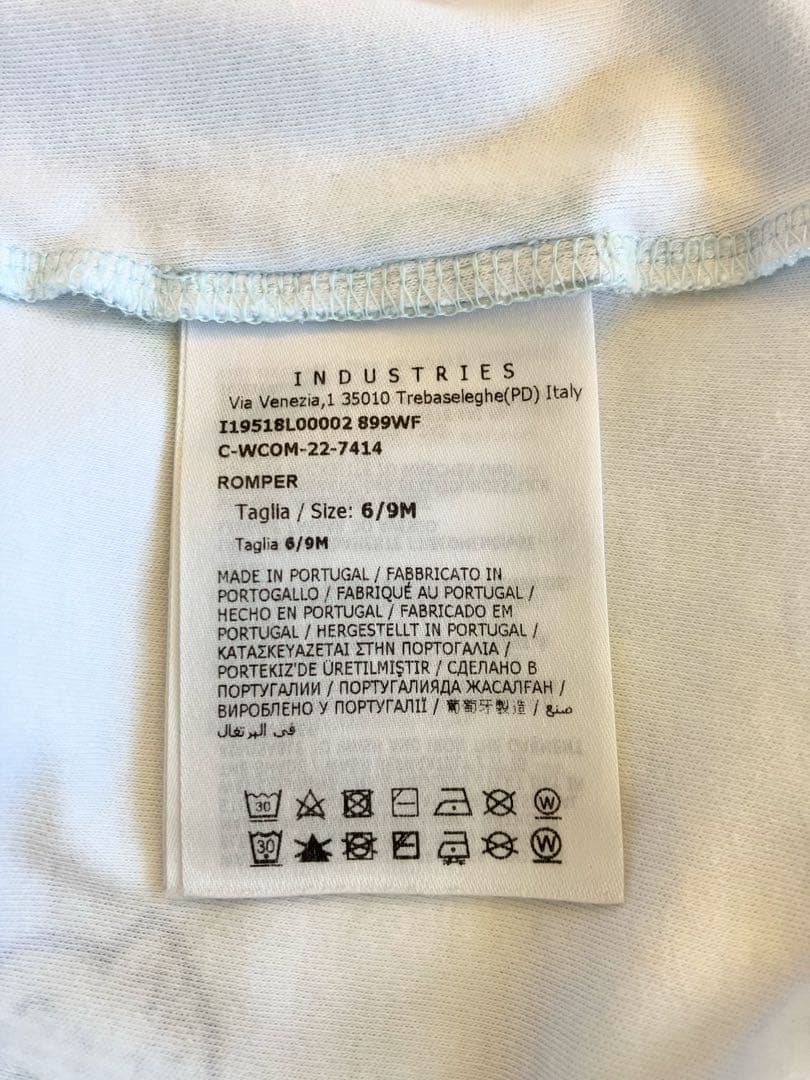 INDUSTRIES
Via Venezia,1 35010 Trebaseleghe(PD) Italy
I19518L00002 899WF
C-WCOM-22-7414
ROMPER
Taglia / Size: 6/9M
Taglia 6/9M
MADE IN PORTUGAL / FABBRICATO IN
PORTOGALLO / FABRIQUÉ AU PORTUGAL /
HECHO EN PORTUGAL / FABRICADO EM
PORTUGAL / HERGESTELLT IN PORTUGAL /
ΚΑΤΑΣΚΕΥΑΖΕΤΑΙ ΣΤΗΝ ΠΟΡΤΟΓΑΛΙΑ /
PORTEKIZ'DE ÜRETILMIŞTIR / СДЕЛАНО В
ПОРТУГАЛИИ / ПОРТУГАЛИЯДА ЖАСАЛҒАН /
ВИРОБЛЕНО У ПОРТУГАЛІЇ / 葡萄牙製造 / صنع
في البرتغال
30 W
30 W